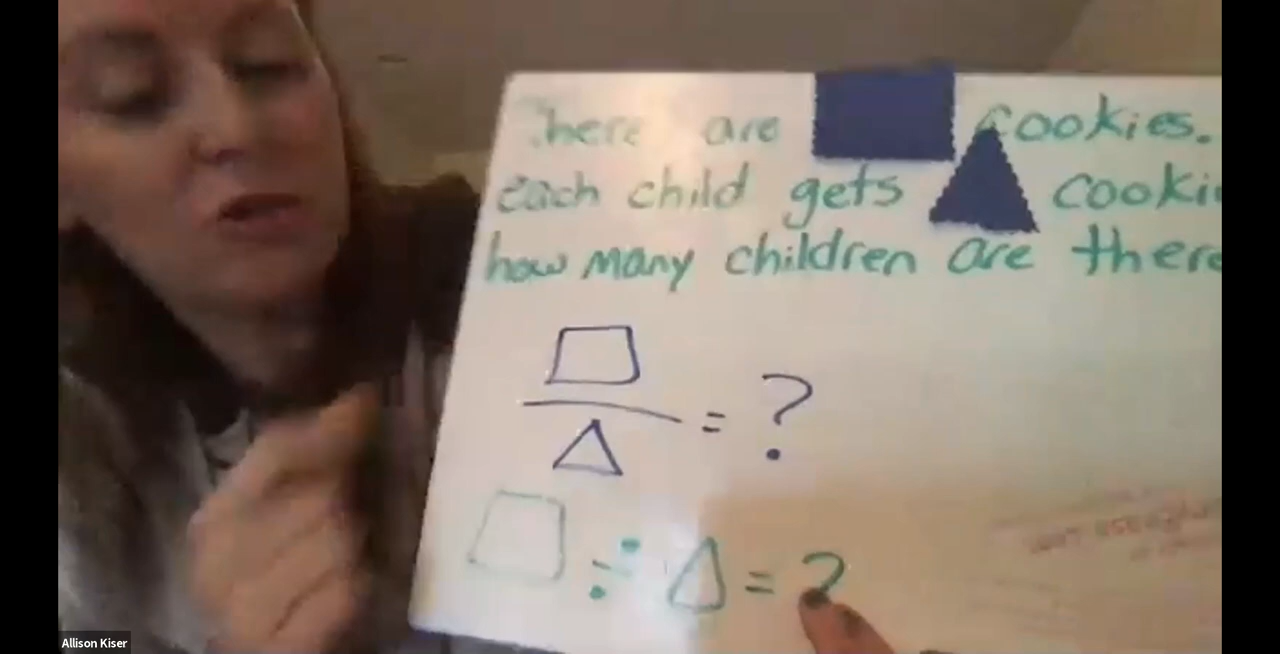 There are cookies.
each child gets cooki
how many children are there
= ?
÷ = ?
Allison Kiser